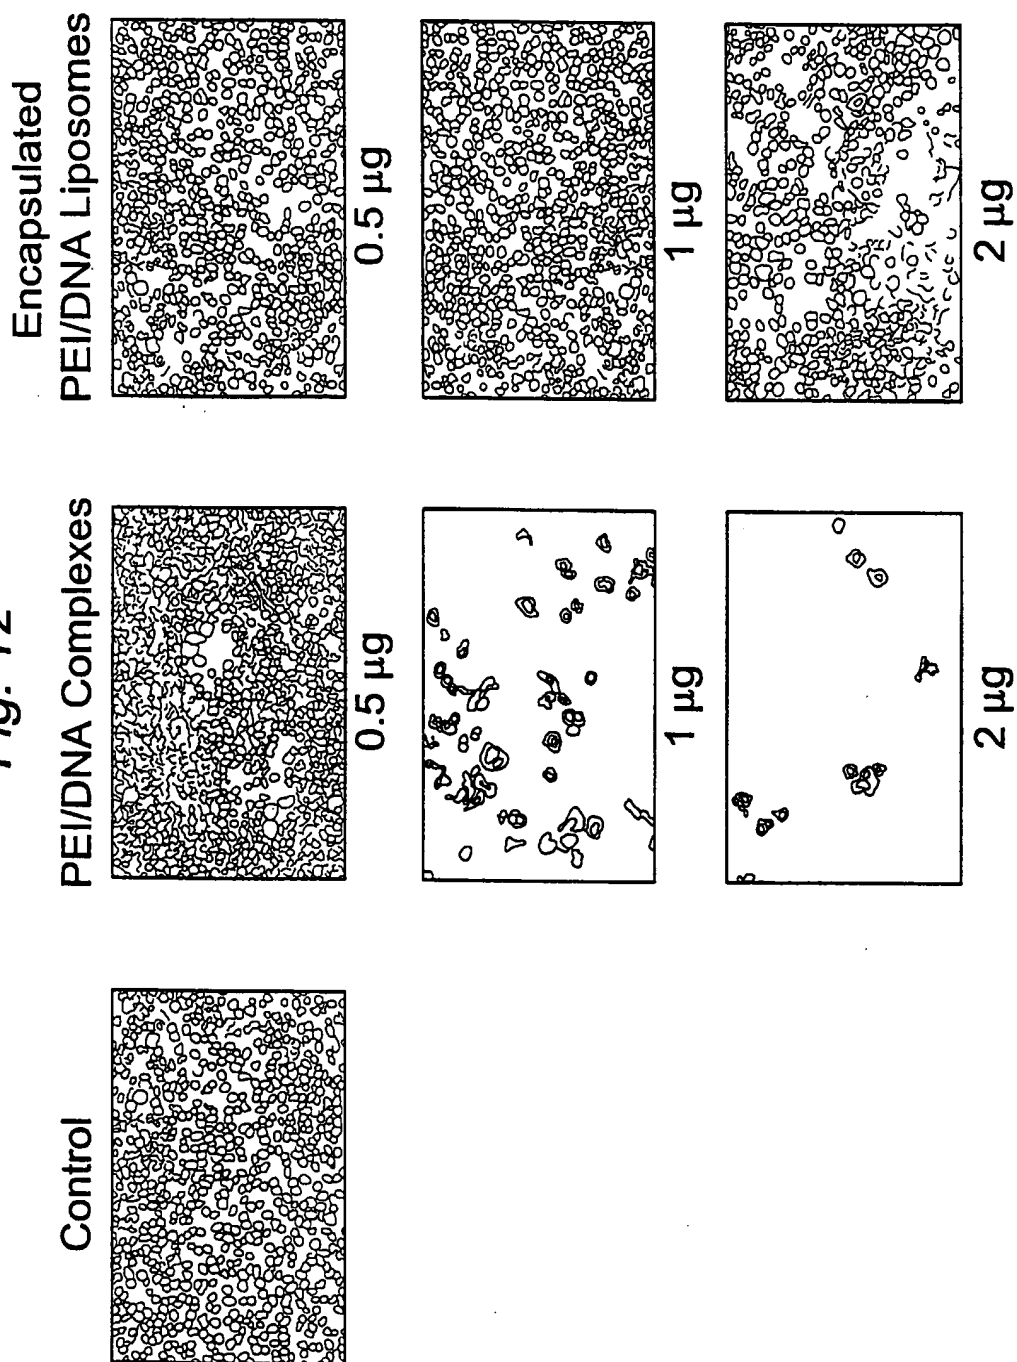 Fig. 12
Control
PEI/DNA Complexes
Encapsulated
PEI/DNA Liposomes
0.5 µg
0.5 µg
1 µg
1 µg
2 µg
2 µg